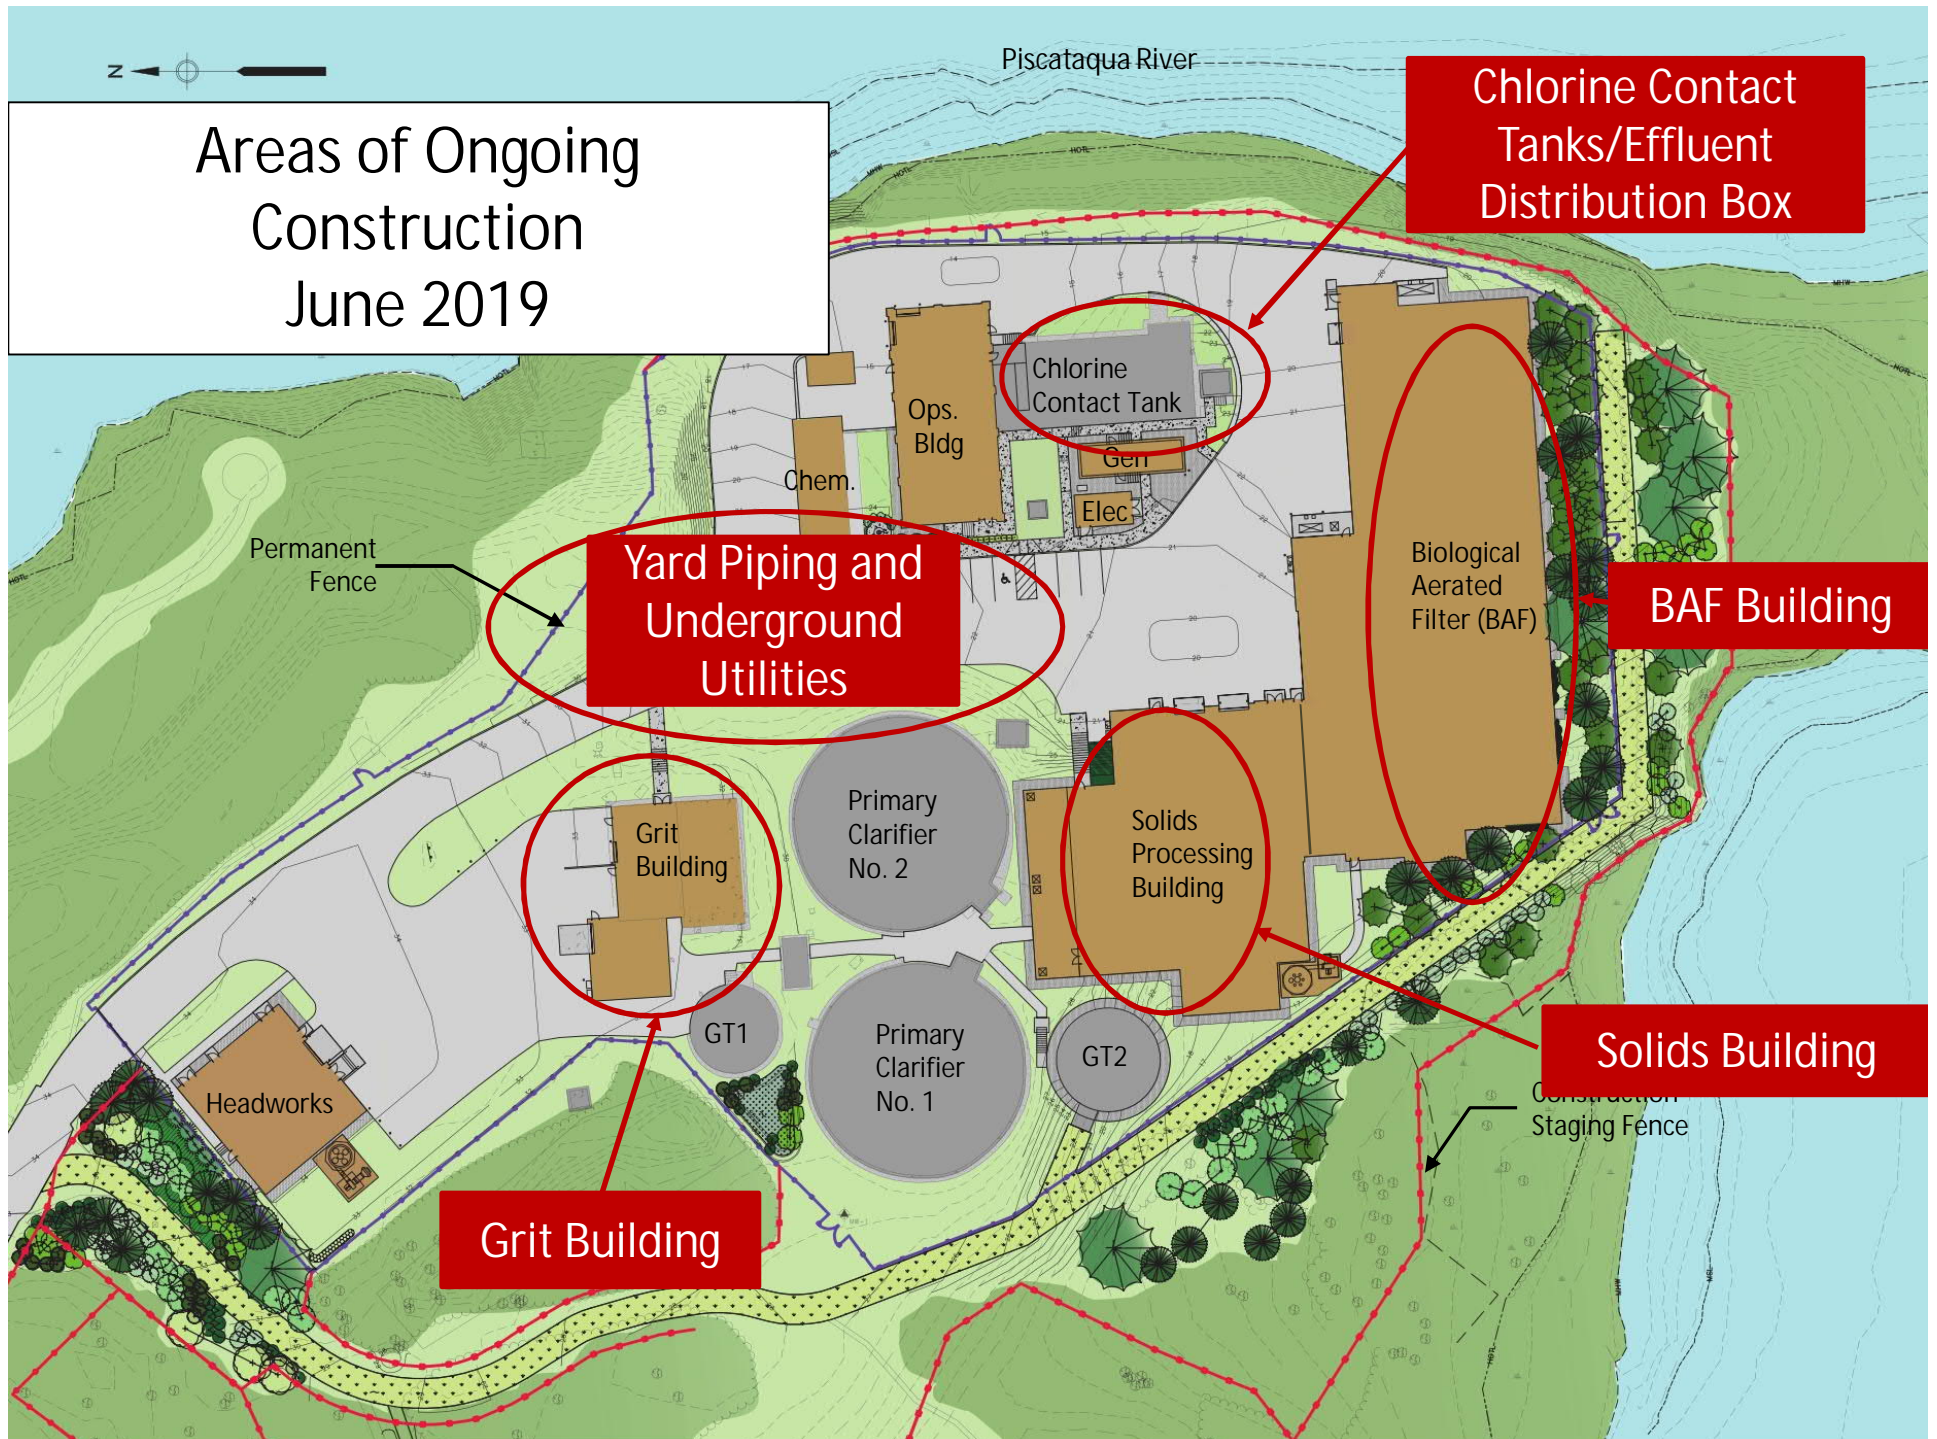 N
Piscataqua River
Areas of Ongoing
Construction
June 2019
Chlorine Contact
Tanks/Effluent
Distribution Box
Chlorine
Contact Tank
Ops.
Bldg
Gen
Chem.
Elec
Permanent
Fence
Yard Piping and
Underground
Utilities
Biological
Aerated
Filter (BAF)
BAF Building
Primary
Clarifier
No. 2
Grit
Building
Solids
Processing
Building
GT1
Primary
Clarifier
No. 1
GT2
Solids Building
Headworks
Construction
Staging Fence
Grit Building